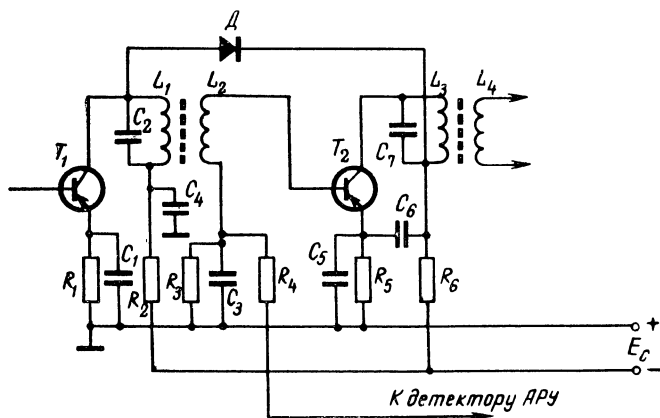 Д
L₁ L₂ L₃ L₄
C₂ C₇
T₁ T₂
C₄ C₆
R₁ C₁ R₂ R₃ C₃ R₄ C₅ R₅ R₆
+
E_c
−
К детектору АРУ